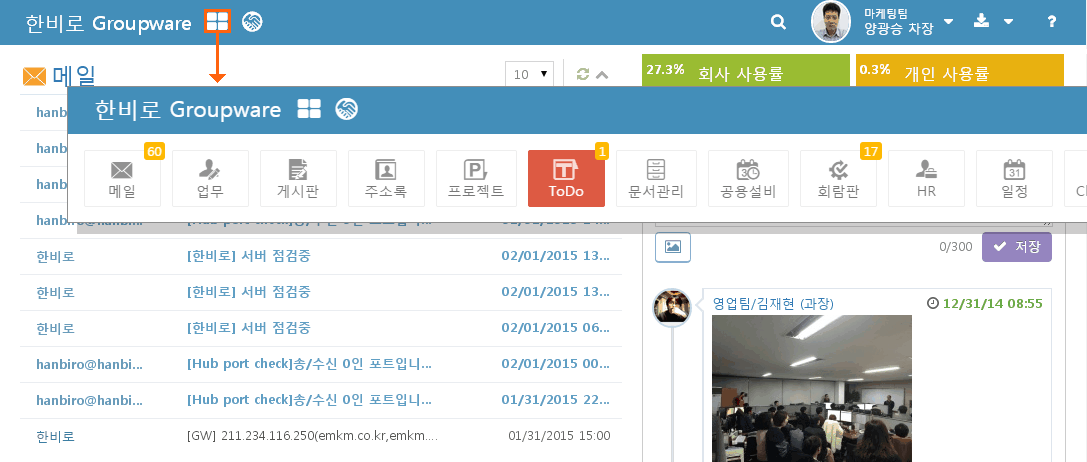 한비로 Groupware
마케팅팀
양광승 차장
?
메일
10
27.3% 회사 사용률
0.3% 개인 사용률
hanbi
hanbi
hanbi
한비로 Groupware
60
1
17
메일 업무 게시판 주소록 프로젝트 ToDo 문서관리 공용설비 회람판 HR 31 일정
0/300 저장
한비로 [한비로] 서버 점검중 02/01/2015 13...
한비로 [한비로] 서버 점검중 02/01/2015 13...
한비로 [한비로] 서버 점검중 02/01/2015 06...
hanbiro@hanbi... [Hub port check]송/수신 0인 포트입니... 02/01/2015 00...
hanbiro@hanbi... [Hub port check]송/수신 0인 포트입니... 01/31/2015 22...
한비로 [GW] 211.234.116.250(emkm.co.kr,emkm.... 01/31/2015 15:00
영업팀/김재현 (과장) 12/31/14 08:55